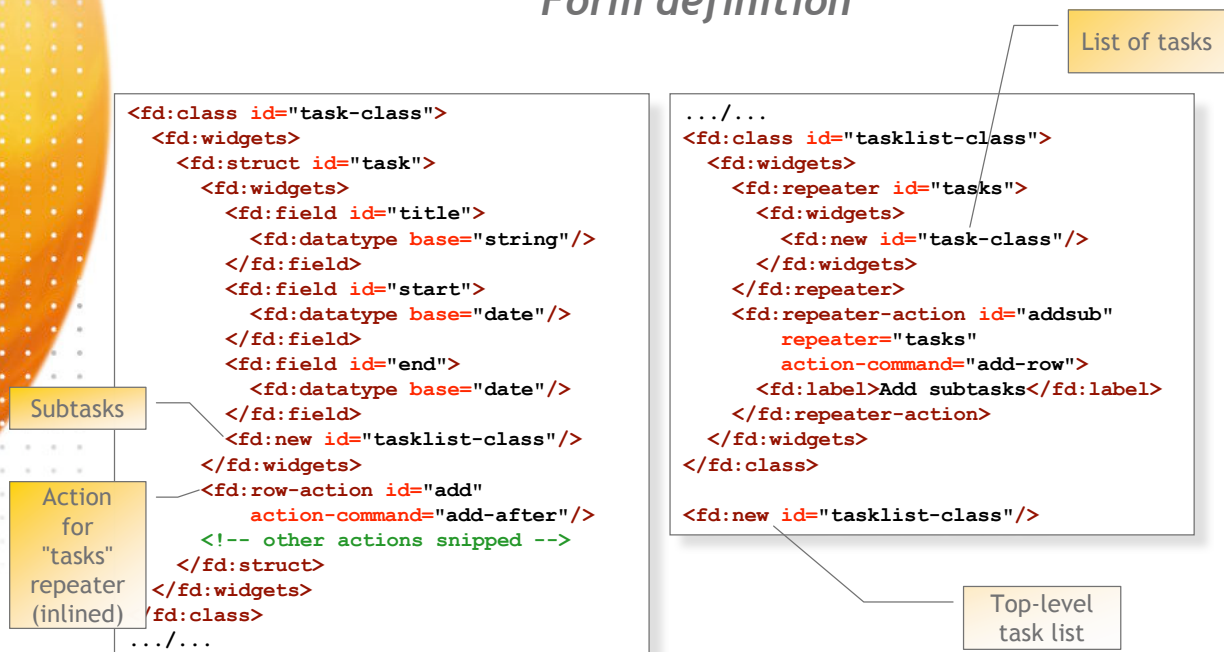 Form definition
List of tasks
<fd:class id="task-class">
  <fd:widgets>
    <fd:struct id="task">
      <fd:widgets>
        <fd:field id="title">
          <fd:datatype base="string"/>
        </fd:field>
        <fd:field id="start">
          <fd:datatype base="date"/>
        </fd:field>
        <fd:field id="end">
          <fd:datatype base="date"/>
        </fd:field>
        <fd:new id="tasklist-class"/>
      </fd:widgets>
      <fd:row-action id="add"
          action-command="add-after"/>
      <!-- other actions snipped -->
    </fd:struct>
  </fd:widgets>
/fd:class>
.../...
Subtasks
Action
for
"tasks"
repeater
(inlined)
.../...
<fd:class id="tasklist-class">
  <fd:widgets>
    <fd:repeater id="tasks">
      <fd:widgets>
        <fd:new id="task-class"/>
      </fd:widgets>
    </fd:repeater>
    <fd:repeater-action id="addsub"
        repeater="tasks"
        action-command="add-row">
      <fd:label>Add subtasks</fd:label>
    </fd:repeater-action>
  </fd:widgets>
</fd:class>
<fd:new id="tasklist-class"/>
Top-level
task list